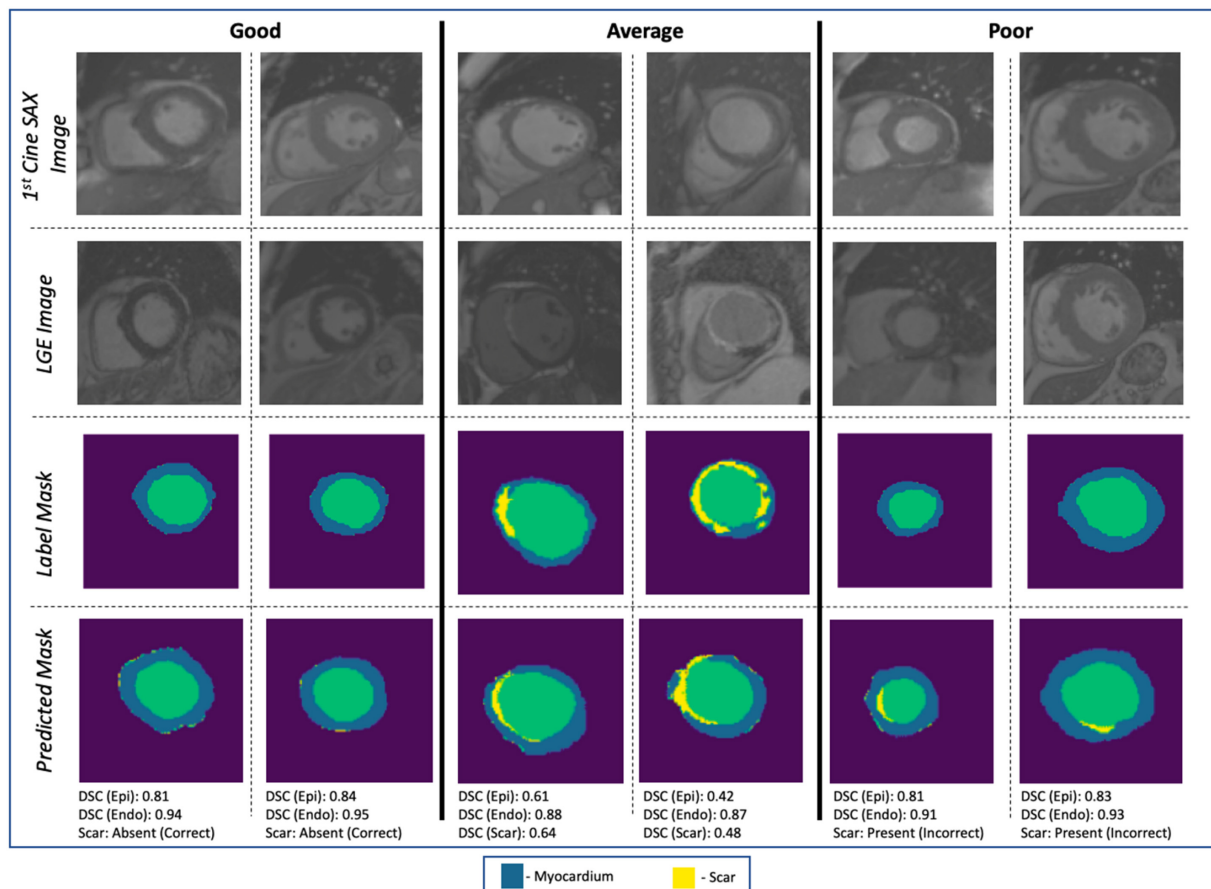 Good
Average
Poor
1st Cine SAX
Image
LGE Image
Label Mask
Predicted Mask
DSC (Epi): 0.81
DSC (Endo): 0.94
Scar: Absent (Correct)
DSC (Epi): 0.84
DSC (Endo): 0.95
Scar: Absent (Correct)
DSC (Epi): 0.61
DSC (Endo): 0.88
DSC (Scar): 0.64
DSC (Epi): 0.42
DSC (Endo): 0.87
DSC (Scar): 0.48
DSC (Epi): 0.81
DSC (Endo): 0.91
Scar: Present (Incorrect)
DSC (Epi): 0.83
DSC (Endo): 0.93
Scar: Present (Incorrect)
- Myocardium
- Scar